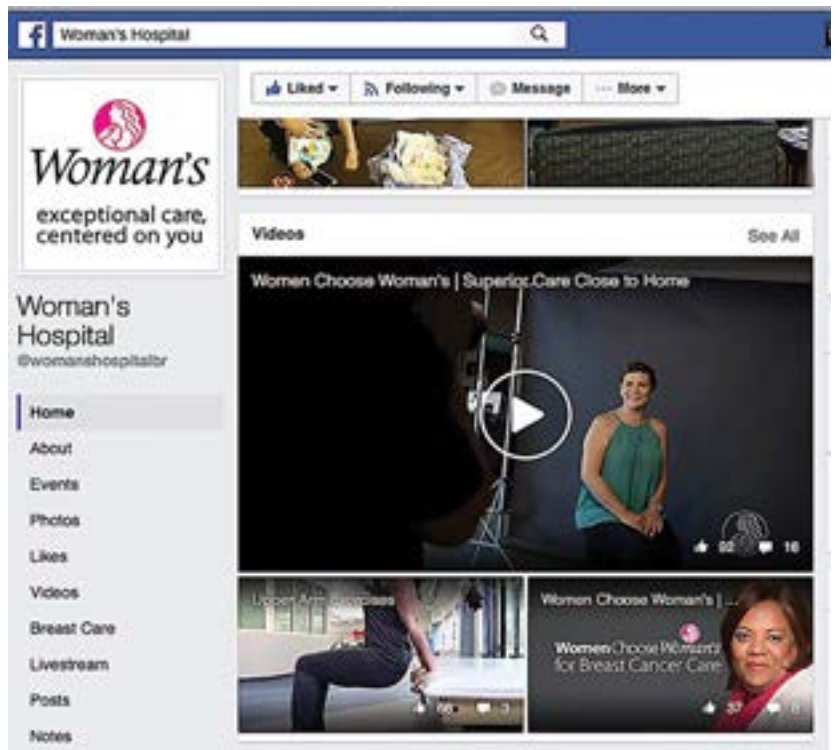 f Woman's Hospital
Liked Following Message ... More
Woman's
exceptional care,
centered on you
Woman's
Hospital
@womanshospitalbr
Home
About
Events
Photos
Likes
Videos
Breast Care
Livestream
Posts
Notes
Videos See All
Women Choose Woman's | Superior Care Close to Home
92 16
Upper Arm Exercises
66 3
Women Choose Woman's | ...
Women Choose Woman's
for Breast Cancer Care
37